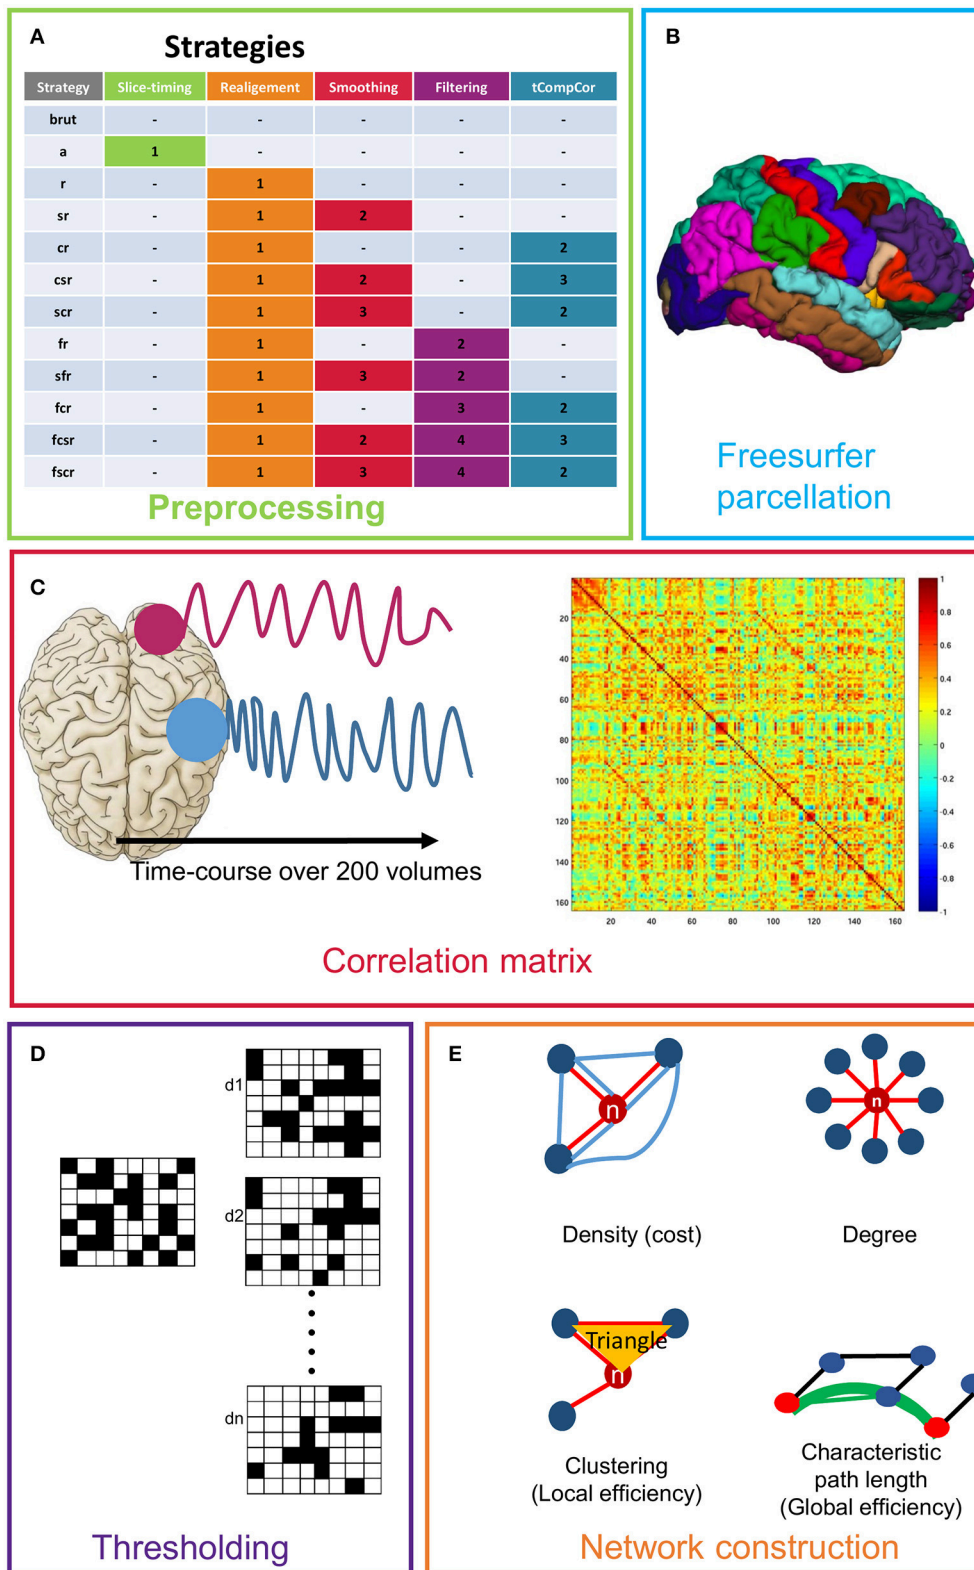 A
Strategies
Strategy Slice-timing Realigement Smoothing Filtering tCompCor
brut - - - - -
a 1 - - - -
r - 1 - - -
sr - 1 2 - -
cr - 1 - - 2
csr - 1 2 - 3
scr - 1 3 - 2
fr - 1 - 2 -
sfr - 1 3 2 -
fcr - 1 - 3 2
fcsr - 1 2 4 3
fscr - 1 3 4 2
Preprocessing
B
Freesurfer
parcellation
C
Time-course over 200 volumes
20
40
60
80
100
120
140
160
20 40 60 80 100 120 140 160
1
0.8
0.6
0.4
0.2
0
-0.2
-0.4
-0.6
-0.8
-1
Correlation matrix
D
d1
d2
dn
Thresholding
E
n
Density (cost)
n
Degree
Triangle
n
Clustering
(Local efficiency)
Characteristic
path length
(Global efficiency)
Network construction